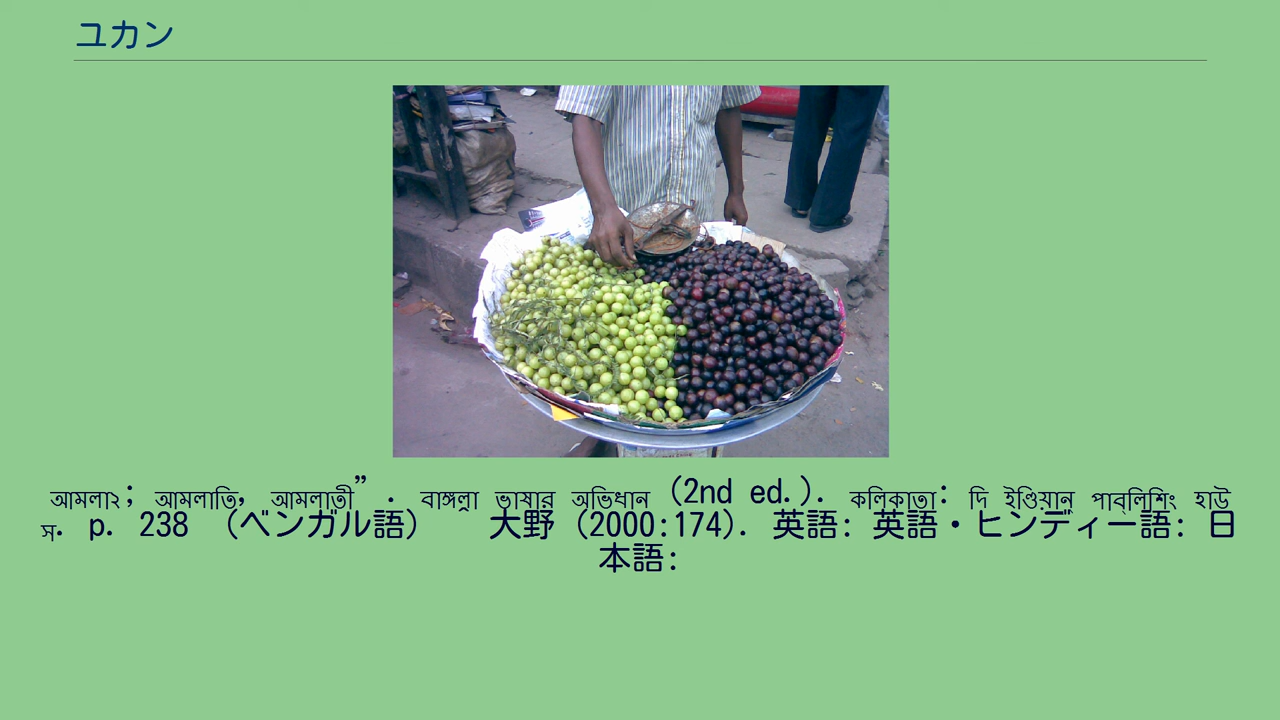 ユカン
আমলা২; আমলাতি, আমলাতী” . বাঙ্গলা ভাষার অভিধান (2nd ed.). কলিকাতা: দি ইণ্ডিয়ান্ পাব্‌লিশিং হাউ
স. p. 238 (ベンガル語) 大野 (2000:174). 英語: 英語・ヒンディー語: 日
本語: